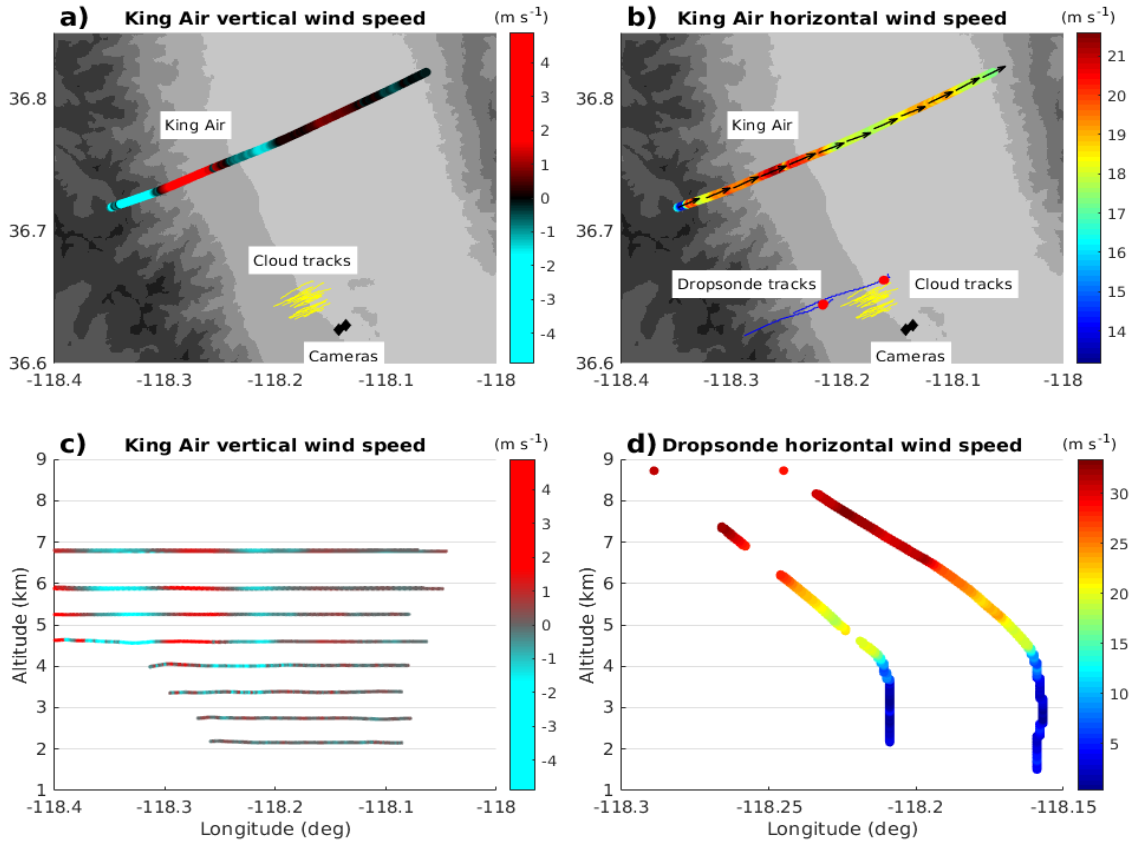 a) King Air vertical wind speed (m s-1)
36.8
36.7
36.6
King Air
Cloud tracks
Cameras
-118.4 -118.3 -118.2 -118.1 -118
4
3
2
1
0
-1
-2
-3
-4
b) King Air horizontal wind speed (m s-1)
36.8
36.7
36.6
King Air
Dropsonde tracks
Cloud tracks
Cameras
-118.4 -118.3 -118.2 -118.1 -118
21
20
19
18
17
16
15
14
c) King Air vertical wind speed (m s-1)
Altitude (km)
9
8
7
6
5
4
3
2
1
-118.4 -118.3 -118.2 -118.1 -118
Longitude (deg)
4
3
2
1
0
-1
-2
-3
-4
d) Dropsonde horizontal wind speed (m s-1)
Altitude (km)
9
8
7
6
5
4
3
2
1
-118.3 -118.25 -118.2 -118.15
Longitude (deg)
30
25
20
15
10
5